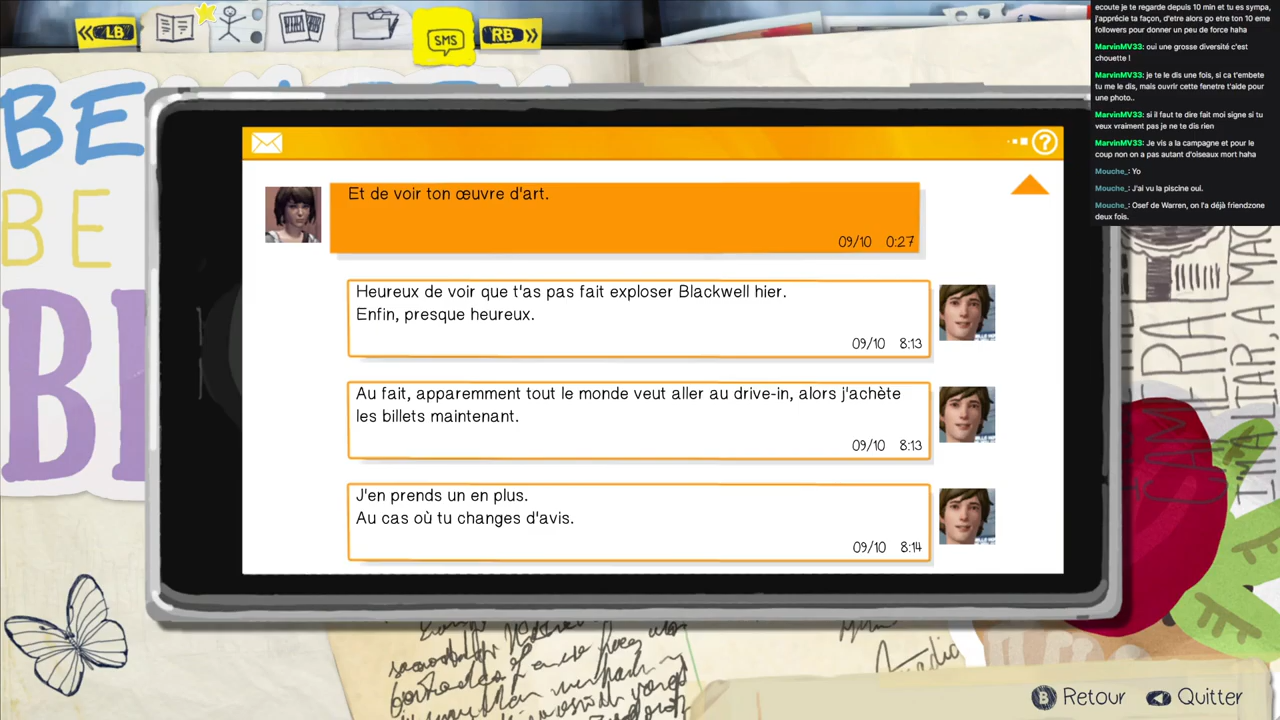 LB
SMS
RB
BE
BE
Et de voir ton œuvre d'art.
09/10 0:27
Heureux de voir que t'as pas fait exploser Blackwell hier.
Enfin, presque heureux.
09/10 8:13
Au fait, apparemment tout le monde veut aller au drive-in, alors j'achète
les billets maintenant.
09/10 8:13
J'en prends un en plus.
Au cas où tu changes d'avis.
09/10 8:14
B Retour
Quitter
ecoute je te regarde depuis 10 min et tu es sympa,
j'apprécie ta façon, d'etre alors go etre ton 10 eme
followers pour donner un peu de force haha
MarvinMV33: oui une grosse diversité c'est
chouette !
MarvinMV33: je te le dis une fois, si ca t'embete
tu me le dis, mais ouvrlr cette fenetre t'aide pour
une photo..
MarvinMV33: si il faut te dire fait moi signe si tu
veux vraiment pas je ne te dis rien
MarvinMV33: Je vis a la campagne et pour le
coup non on a pas autant d'oiseaux mort haha
Mouche_: Yo
Mouche_: J'ai vu la piscine oui.
Mouche_: Osef de Warren, on l'a déjà friendzone
deux fois.